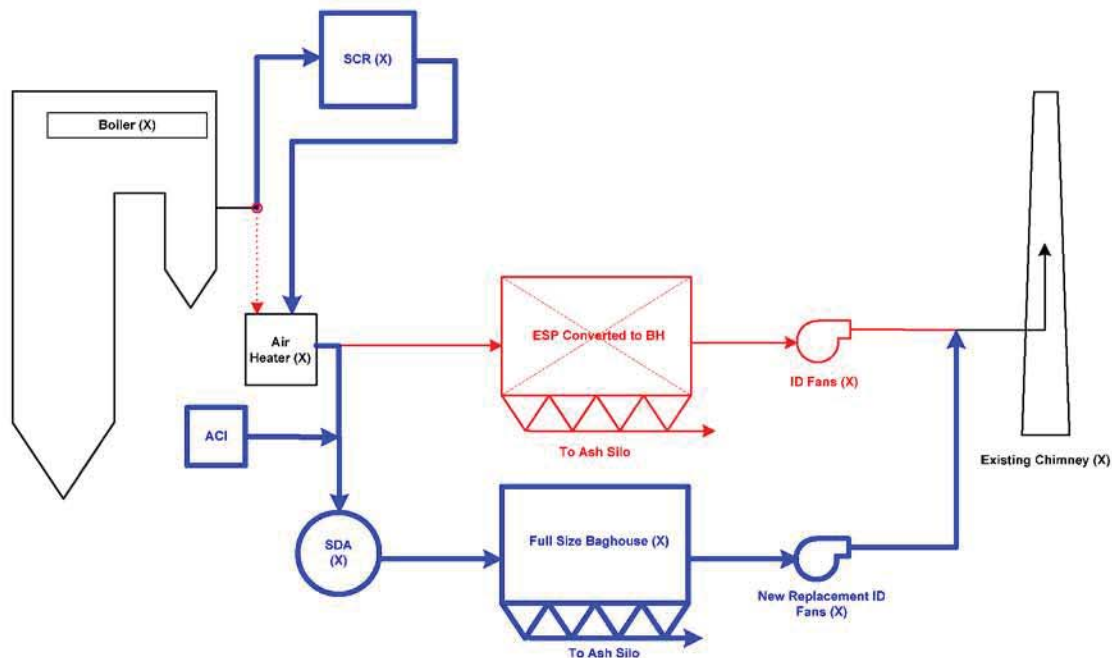 SCR (X)
Boiler (X)
Air
Heater (X)
ESP Converted to BH
ID Fans (X)
To Ash Silo
Existing Chimney (X)
ACI
SDA
(X)
Full Size Baghouse (X)
New Replacement ID
Fans (X)
To Ash Silo